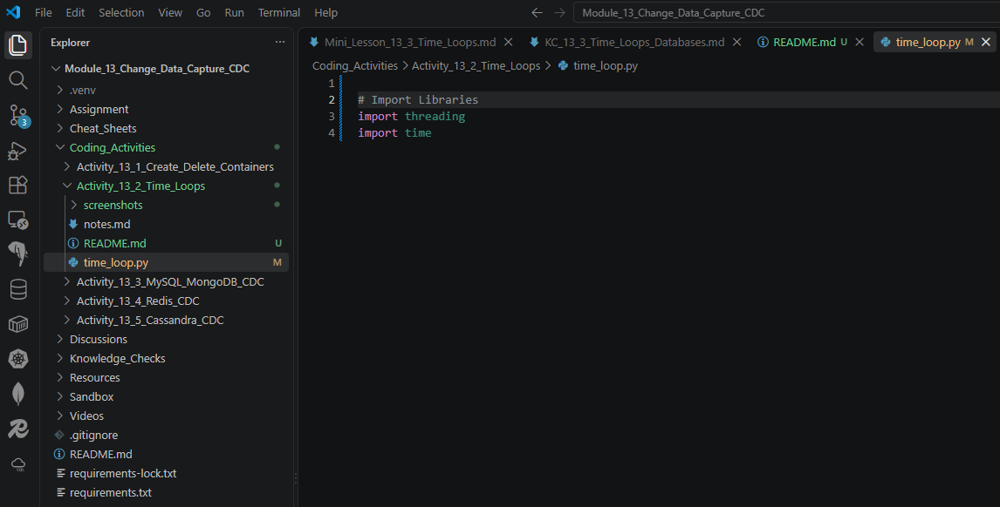 File Edit Selection View Go Run Terminal Help
Module_13_Change_Data_Capture_CDC
Explorer
Module_13_Change_Data_Capture_CDC
.venv
Assignment
Cheat_Sheets
Coding_Activities
Activity_13_1_Create_Delete_Containers
Activity_13_2_Time_Loops
screenshots
notes.md
README.md U
time_loop.py M
Activity_13_3_MySQL_MongoDB_CDC
Activity_13_4_Redis_CDC
Activity_13_5_Cassandra_CDC
Discussions
Knowledge_Checks
Resources
Sandbox
Videos
.gitignore
README.md
requirements-lock.txt
requirements.txt
3
CQL
Mini_Lesson_13_3_Time_Loops.md
KC_13_3_Time_Loops_Databases.md
README.md U
time_loop.py M
Coding_Activities > Activity_13_2_Time_Loops > time_loop.py
1
2 # Import Libraries
3 import threading
4 import time